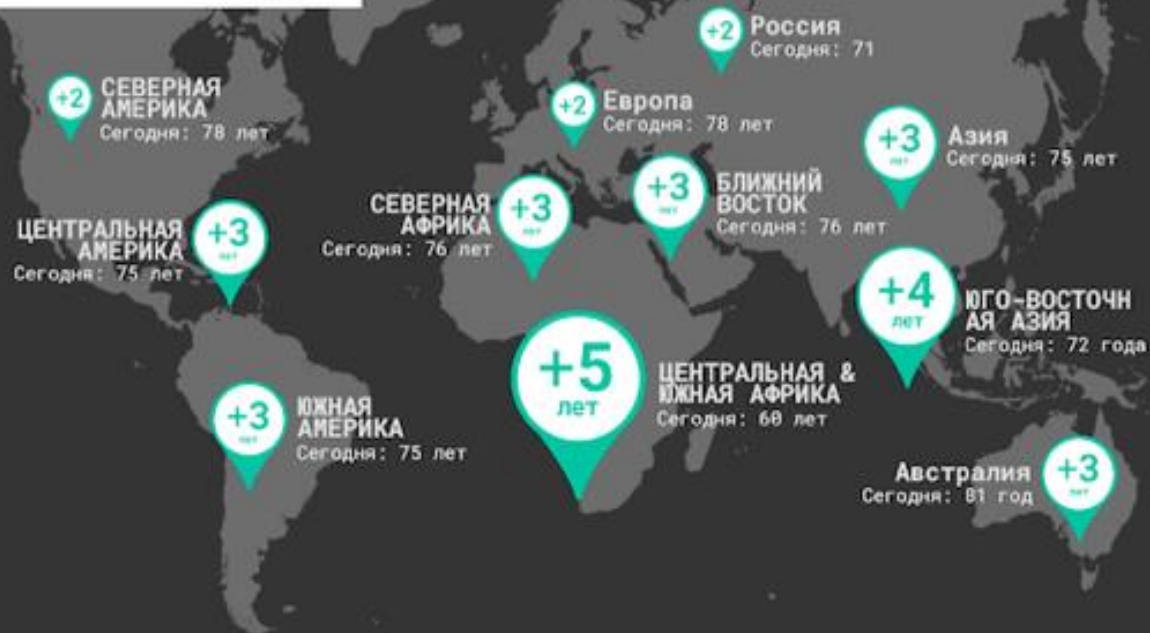 +2
Россия
Сегодня: 71
+2
СЕВЕРНАЯ
АМЕРИКА
Сегодня: 78 лет
+2
Европа
Сегодня: 78 лет
+3
лет
Азия
Сегодня: 75 лет
+3
лет
БЛИЖНИЙ
ВОСТОК
Сегодня: 76 лет
СЕВЕРНАЯ
АФРИКА
Сегодня: 76 лет
+3
лет
ЦЕНТРАЛЬНАЯ
АМЕРИКА
Сегодня: 75 лет
+3
лет
+4
лет
ЮГО-ВОСТОЧН
АЯ АЗИЯ
Сегодня: 72 года
+5
лет
ЦЕНТРАЛЬНАЯ &
ЮЖНАЯ АФРИКА
Сегодня: 60 лет
+3
лет
ЮЖНАЯ
АМЕРИКА
Сегодня: 75 лет
Австралия
Сегодня: 81 год
+3
лет